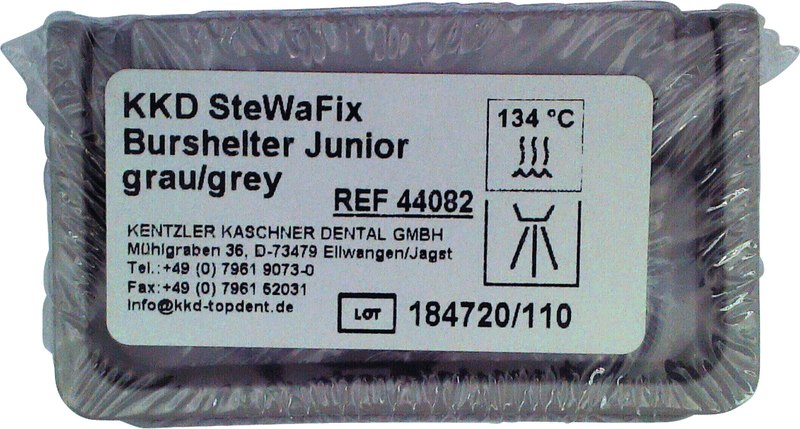 KKD SteWaFix
Burshelter Junior
grau/grey
REF 44082
134 °C
KENTZLER KASCHNER DENTAL GMBH
Mühlgraben 36, D-73479 Ellwangen/Jagst
Tel.:+49 (0) 7961 9073-0
Fax:+49 (0) 7961 62031
info@kkd-topdent.de
LOT 184720/110